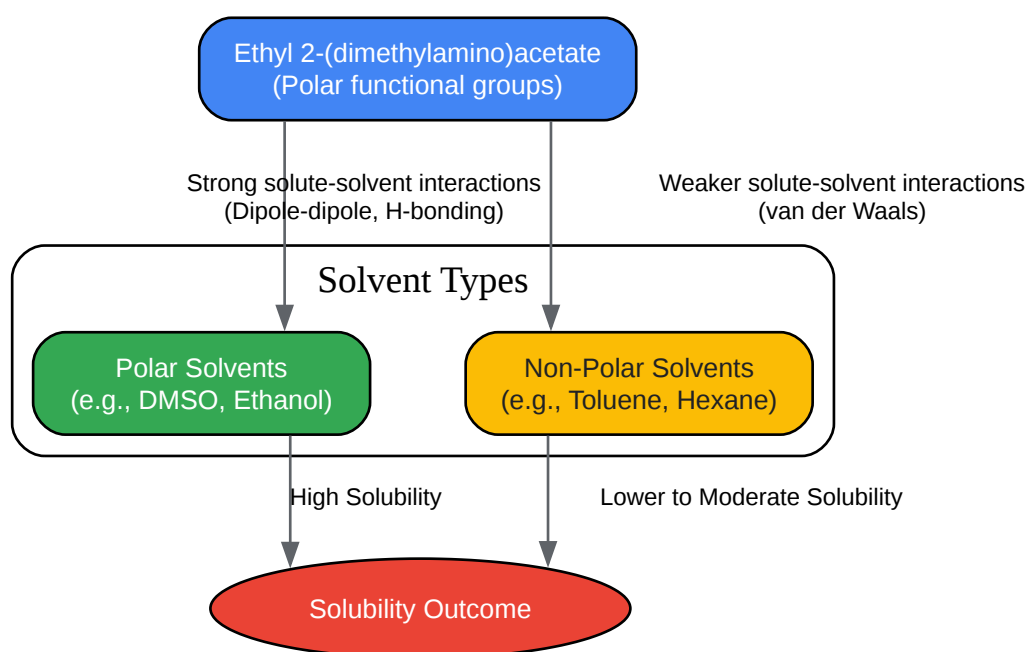 Ethyl 2-(dimethylamino)acetate
(Polar functional groups)
Strong solute-solvent interactions
(Dipole-dipole, H-bonding)
Weaker solute-solvent interactions
(van der Waals)
Solvent Types
Polar Solvents
(e.g., DMSO, Ethanol)
Non-Polar Solvents
(e.g., Toluene, Hexane)
High Solubility
Lower to Moderate Solubility
Solubility Outcome